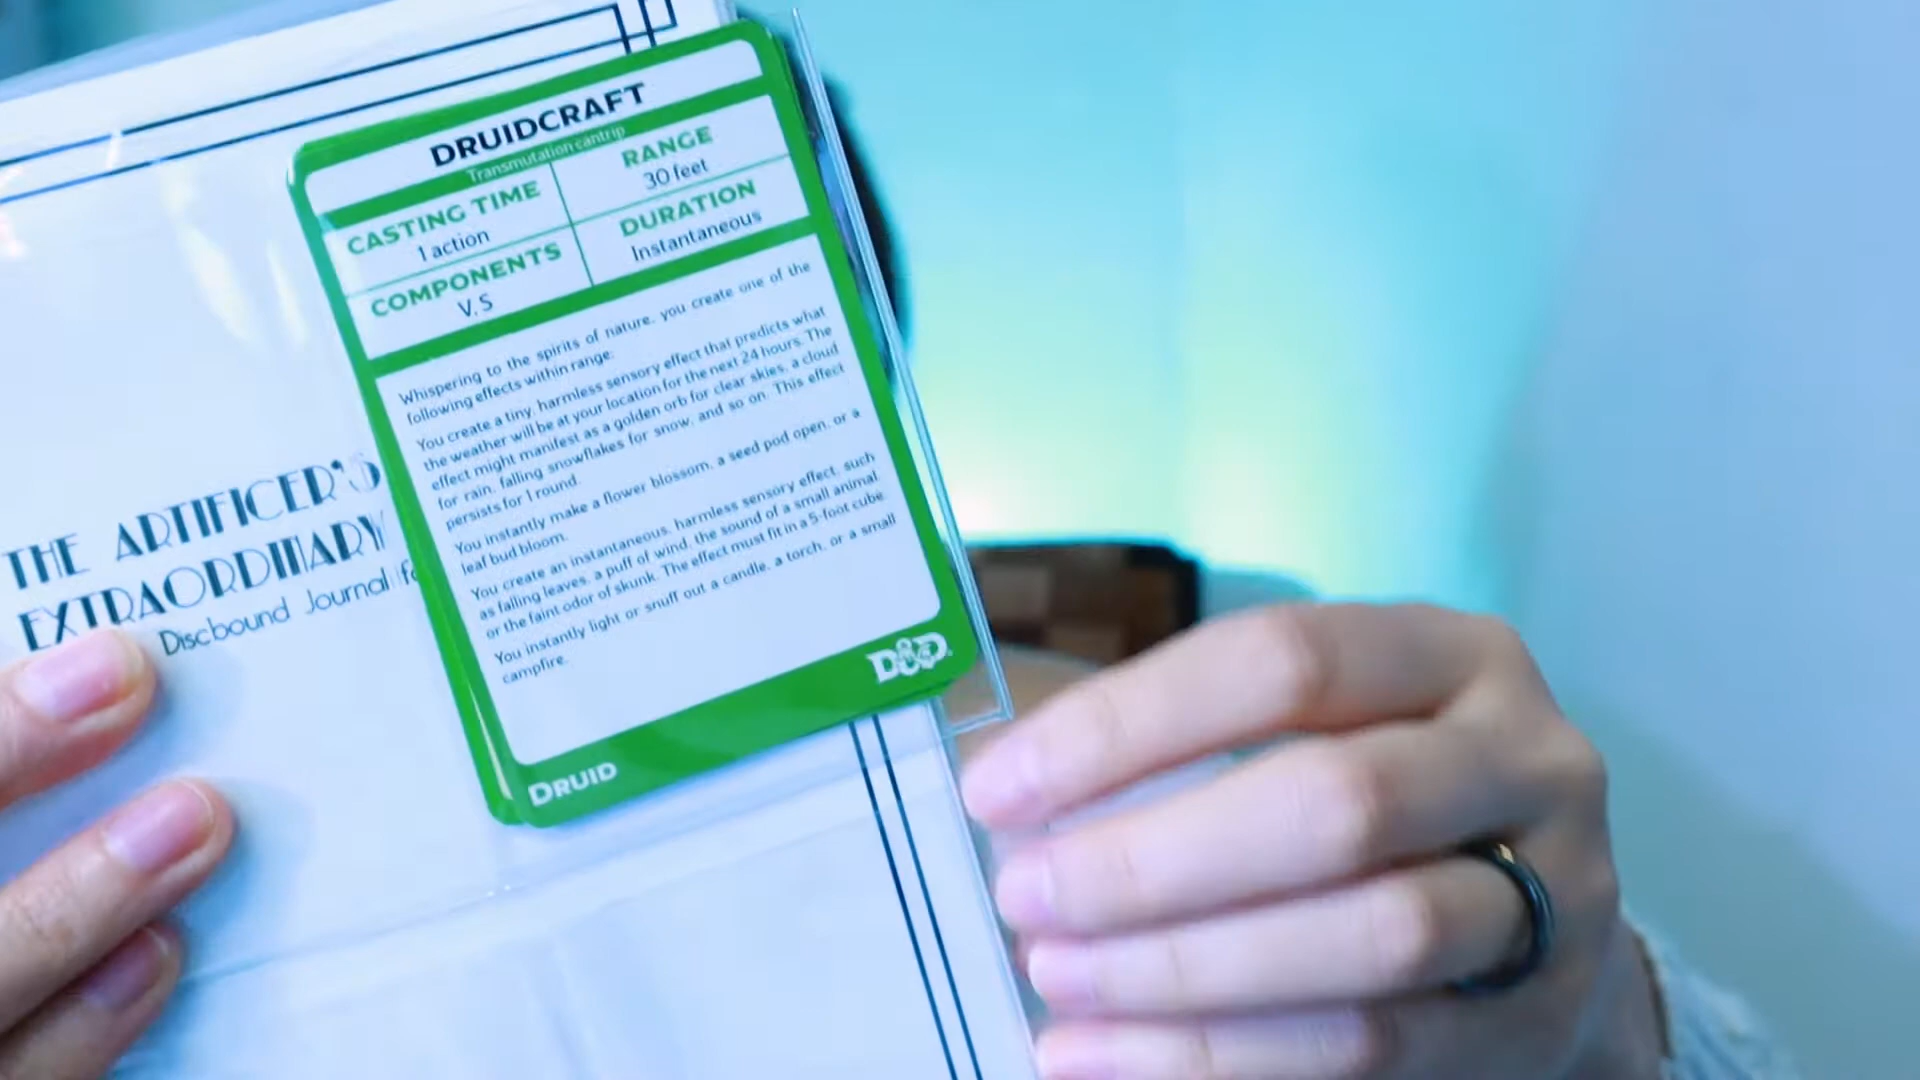 DRUIDCRAFT
Transmutation cantrip
CASTING TIME
1 action
RANGE
30 feet
COMPONENTS
V, S
DURATION
Instantaneous
Whispering to the spirits of nature, you create one of the
following effects within range:
You create a tiny, harmless sensory effect that predicts what
the weather will be at your location for the next 24 hours. The
effect might manifest as a golden orb for clear skies, a cloud
for rain, falling snowflakes for snow, and so on. This effect
persists for 1 round.
You instantly make a flower blossom, a seed pod open, or a
leaf bud bloom.
You create an instantaneous, harmless sensory effect, such
as falling leaves, a puff of wind, the sound of a small animal,
or the faint odor of skunk. The effect must fit in a 5-foot cube.
You instantly light or snuff out a candle, a torch, or a small
campfire.
D&D
DRUID
THE ARTIFICER'S
EXTRAORDINARY
Discbound Journal